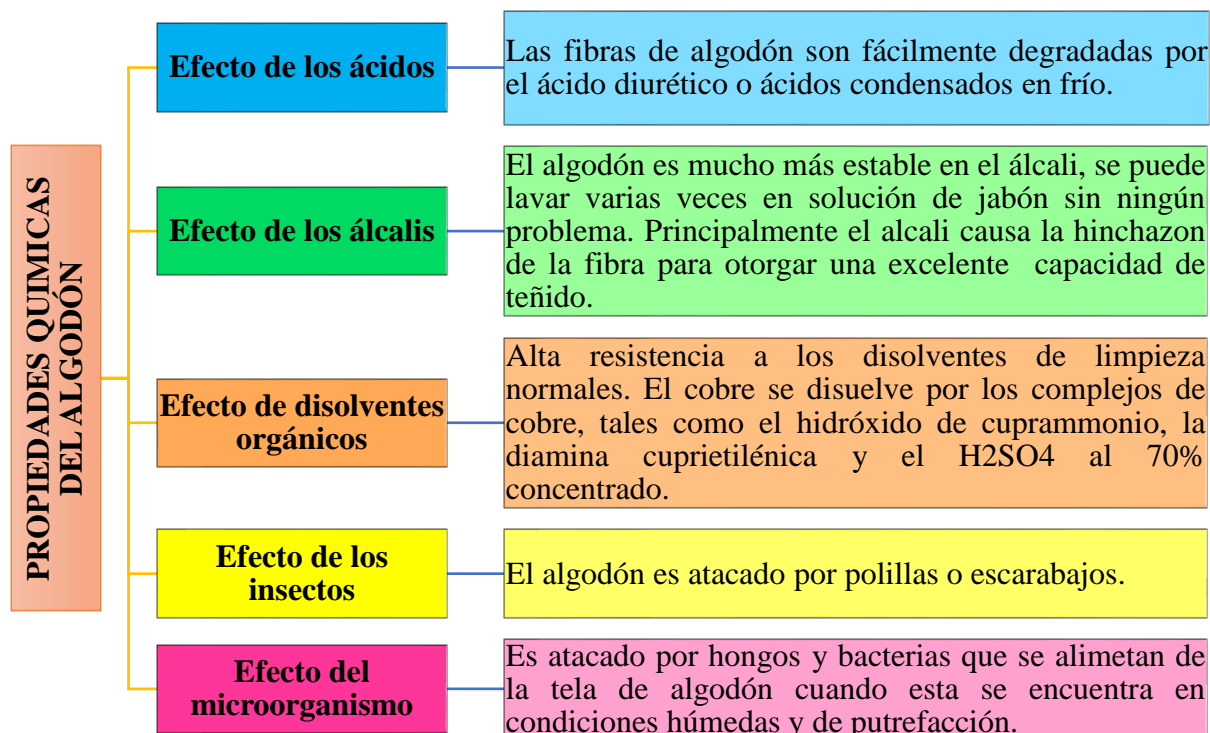 PROPIEDADES QUIMICAS
DEL ALGODÓN
Efecto de los ácidos
Las fibras de algodón son fácilmente degradadas por
el ácido diurético o ácidos condensados en frío.
Efecto de los álcalis
El algodón es mucho más estable en el álcali, se puede
lavar varias veces en solución de jabón sin ningún
problema. Principalmente el alcali causa la hinchazon
de la fibra para otorgar una excelente capacidad de
teñido.
Efecto de disolventes
orgánicos
Alta resistencia a los disolventes de limpieza
normales. El cobre se disuelve por los complejos de
cobre, tales como el hidróxido de cuprammonio, la
diamina cuprietilénica y el H2SO4 al 70%
concentrado.
Efecto de los
insectos
El algodón es atacado por polillas o escarabajos.
Efecto del
microorganismo
Es atacado por hongos y bacterias que se alimetan de
la tela de algodón cuando esta se encuentra en
condiciones húmedas y de putrefacción.